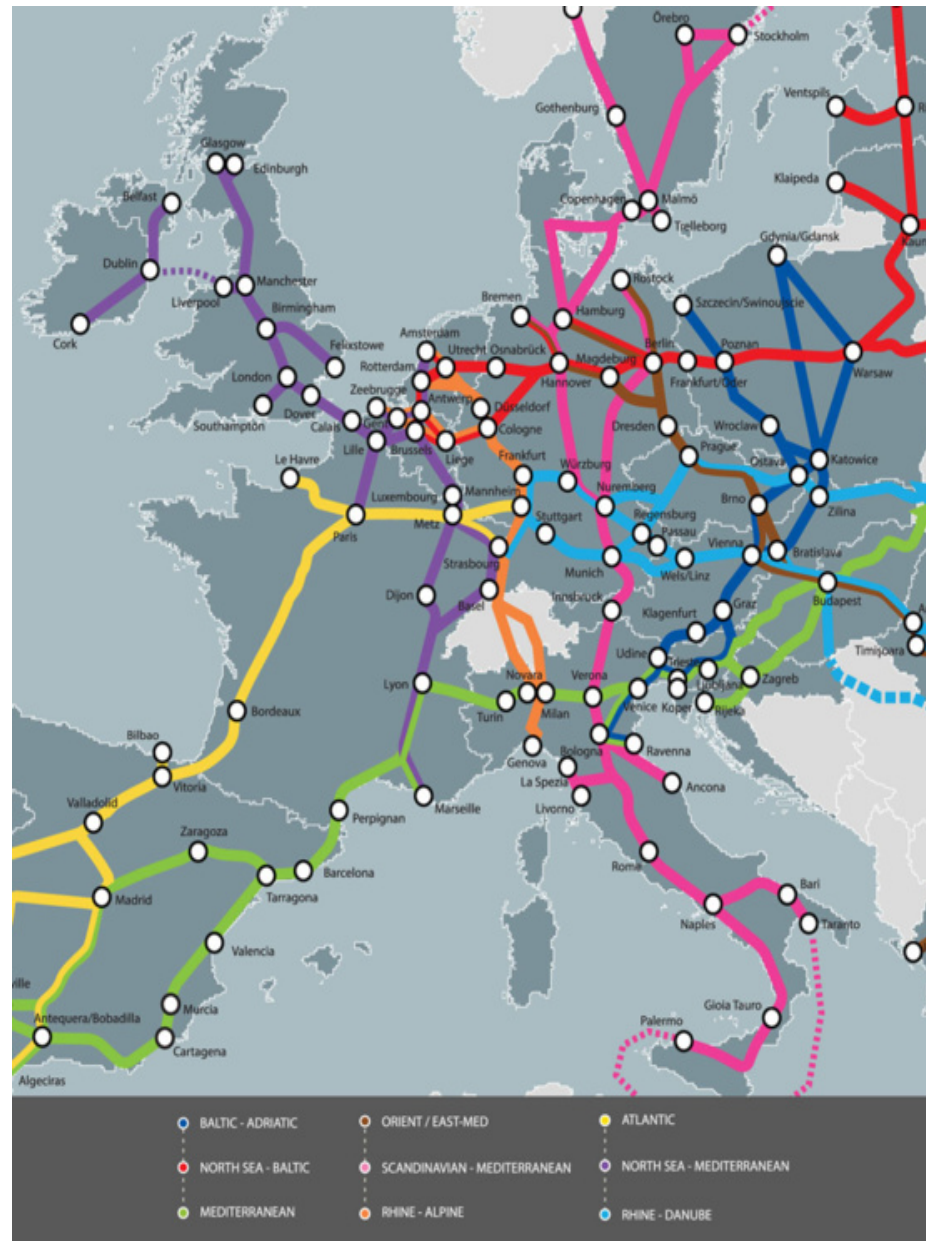 Örebro
Stockholm
Gothenburg
Ventspils
Glasgow
Edinburgh
Klaipeda
Belfast
Copenhagen
Malmö
Trelleborg
Gdynia/Gdansk
Dublin
Liverpool
Manchester
Rostock
Szczecin/Swinoujscie
Birmingham
Bremen
Hamburg
Cork
Felixstowe
Amsterdam
Utrecht
Osnabrück
Magdeburg
Berlin
Poznan
Warsaw
Rotterdam
Hannover
Frankfurt/Oder
London
Zeebrugge
Antwerp
Düsseldorf
Southampton
Dover
Calais
Gent
Cologne
Dresden
Wroclaw
Lille
Brussels
Liege
Prague
Ostava
Katowice
Le Havre
Frankfurt
Würzburg
Luxembourg
Mannheim
Nuremberg
Brno
Zilina
Paris
Metz
Stuttgart
Regensburg
Passau
Vienna
Bratislava
Strasbourg
Munich
Wels/Linz
Dijon
Basel
Innsbruck
Klagenfurt
Graz
Budapest
Timişoara
Udine
Lyon
Novara
Verona
Ljubljana
Zagreb
Turin
Milan
Venice
Koper
Rijeka
Bordeaux
Bilbao
Genova
Bologna
Ravenna
Vitoria
La Spezia
Marseille
Livorno
Ancona
Valladolid
Perpignan
Zaragoza
Rome
Barcelona
Madrid
Tarragona
Bari
Naples
Taranto
Valencia
Murcia
Antequera/Bobadilla
Gioia Tauro
Palermo
Cartagena
Algeciras
BALTIC - ADRIATIC
ORIENT / EAST-MED
ATLANTIC
NORTH SEA - BALTIC
SCANDINAVIAN - MEDITERRANEAN
NORTH SEA - MEDITERRANEAN
MEDITERRANEAN
RHINE - ALPINE
RHINE - DANUBE